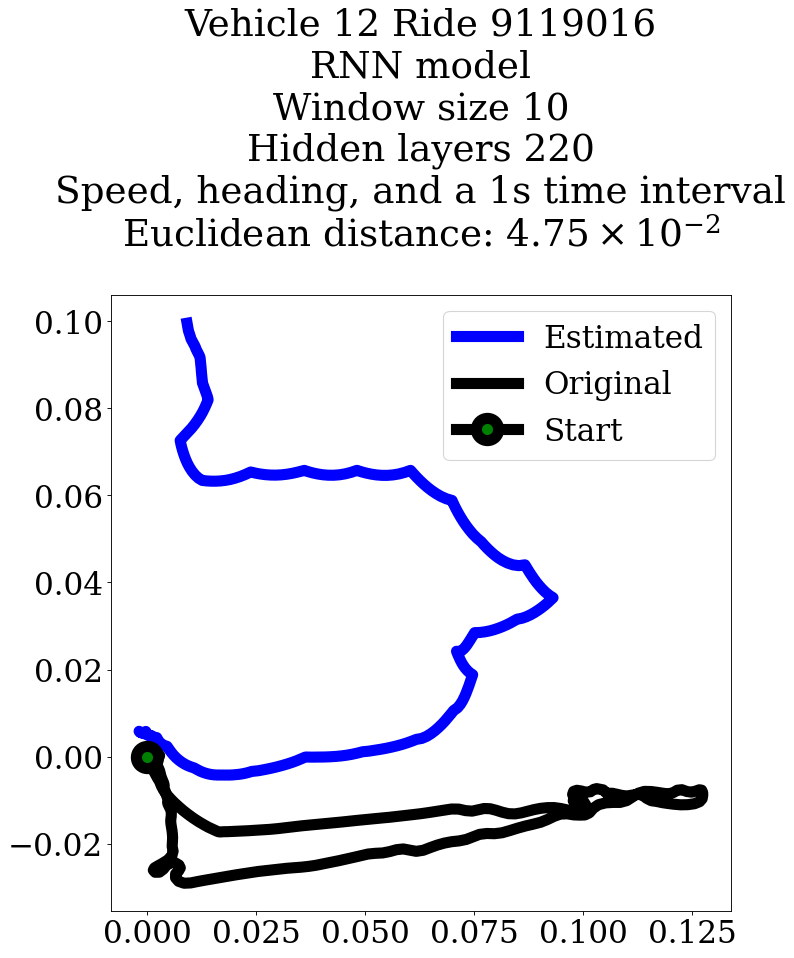 Vehicle 12 Ride 9119016
RNN model
Window size 10
Hidden layers 220
Speed, heading, and a 1s time interval
Euclidean distance: 4.75 × 10⁻²
Estimated
Original
Start
0.10
0.08
0.06
0.04
0.02
0.00
−0.02
0.000 0.025 0.050 0.075 0.100 0.125